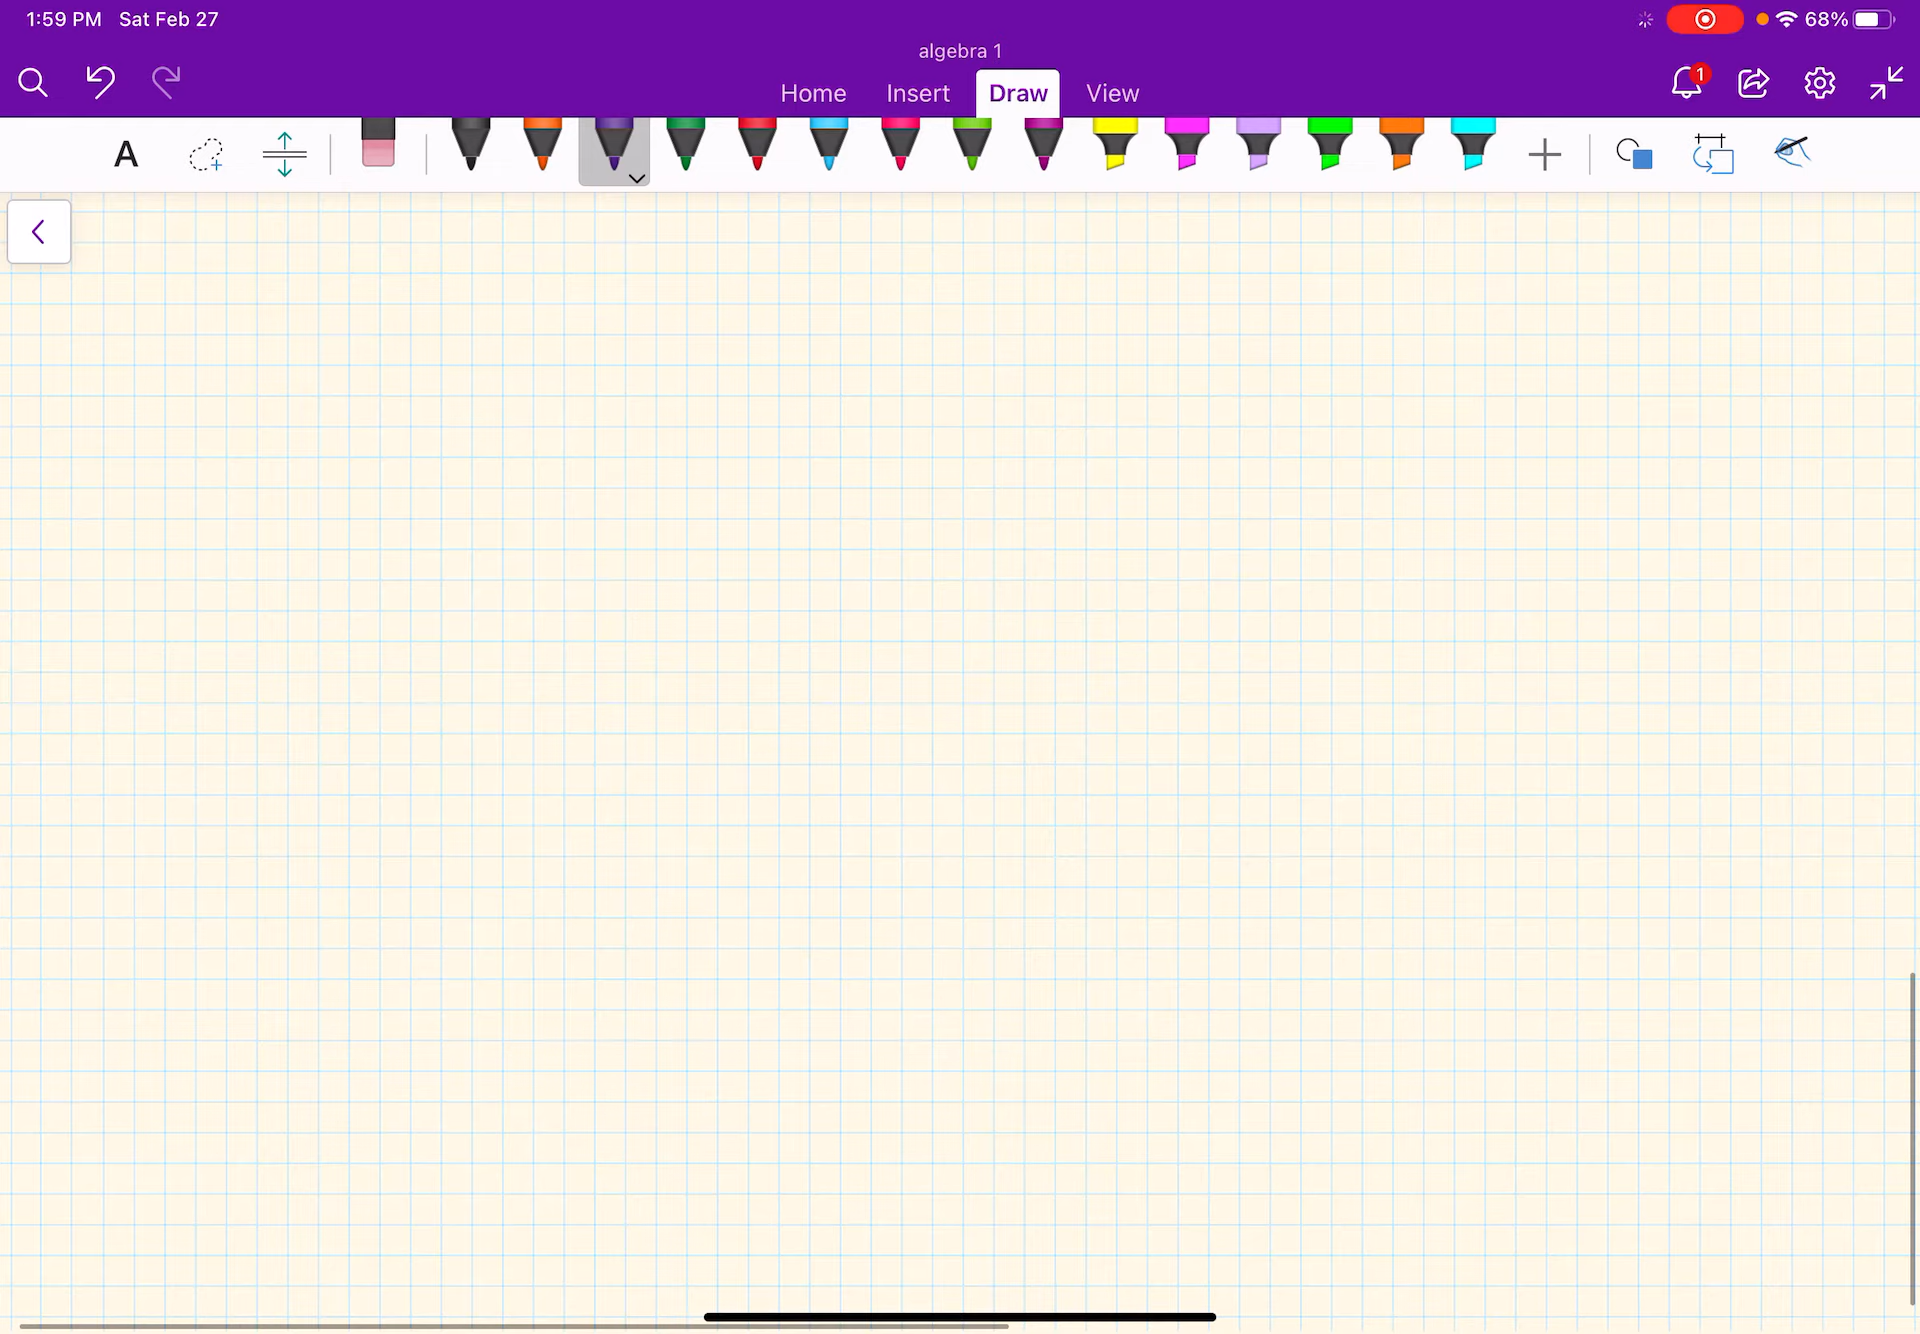 1:59 PM Sat Feb 27
68%
algebra 1
Home Insert Draw View
1
A